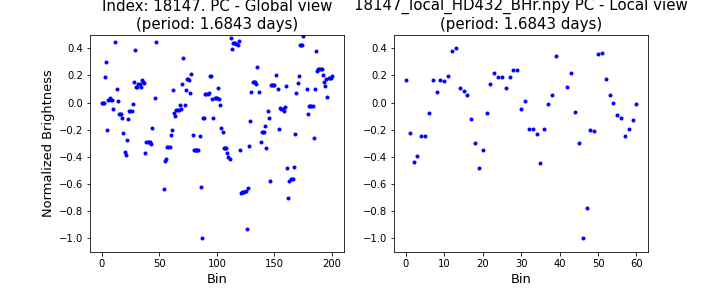 Index: 18147. PC - Global view
(period: 1.6843 days)
18147_local_HD432_BHr.npy PC - Local view
(period: 1.6843 days)
Normalized Brightness
0.4
0.2
0.0
−0.2
−0.4
−0.6
−0.8
−1.0
0 50 100 150 200
Bin
0.4
0.2
0.0
−0.2
−0.4
−0.6
−0.8
−1.0
0 10 20 30 40 50 60
Bin